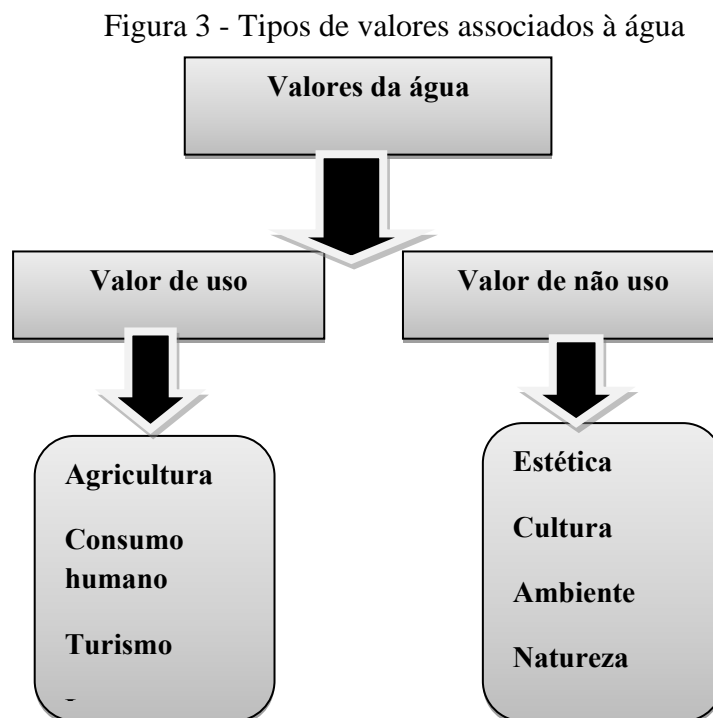 Figura 3 - Tipos de valores associados à água
Valores da água
Valor de uso
Valor de não uso
Agricultura
Consumo
humano
Turismo
Estética
Cultura
Ambiente
Natureza